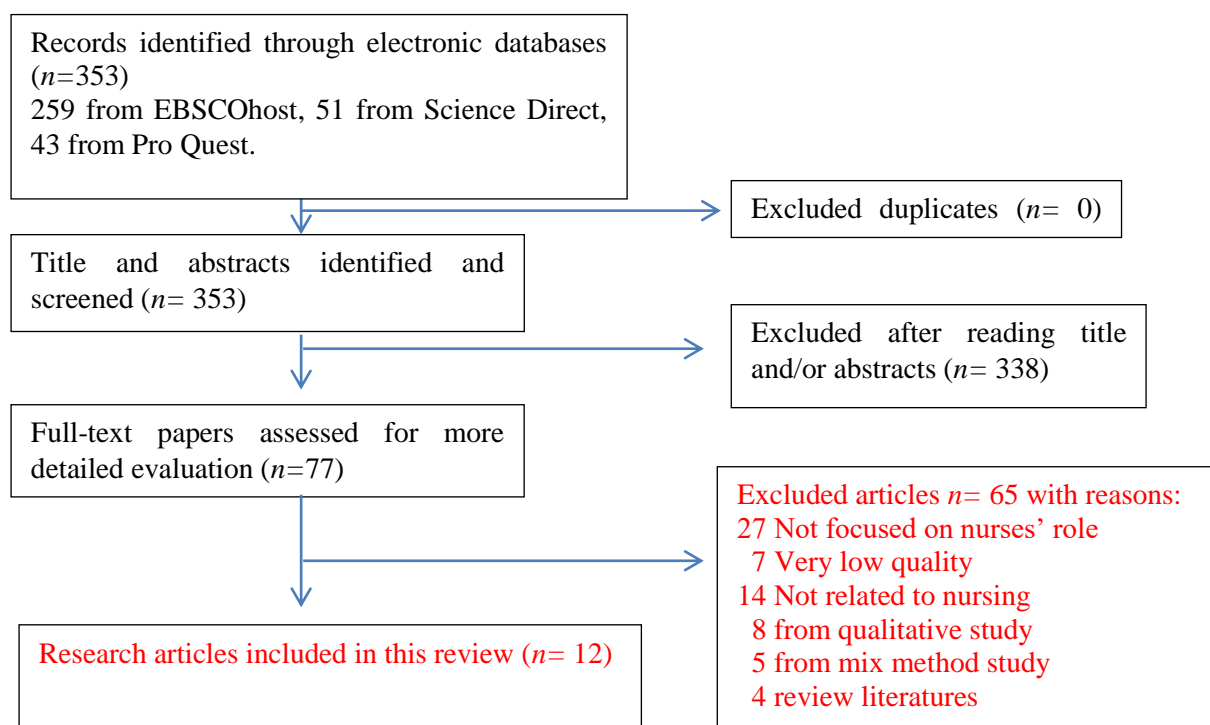 Records identified through electronic databases
(n=353)
259 from EBSCOhost, 51 from Science Direct,
43 from Pro Quest.
Excluded duplicates (n= 0)
Title and abstracts identified and
screened (n= 353)
Excluded after reading title
and/or abstracts (n= 338)
Full-text papers assessed for more
detailed evaluation (n=77)
Excluded articles n= 65 with reasons:
27 Not focused on nurses’ role
7 Very low quality
14 Not related to nursing
8 from qualitative study
5 from mix method study
4 review literatures
Research articles included in this review (n= 12)